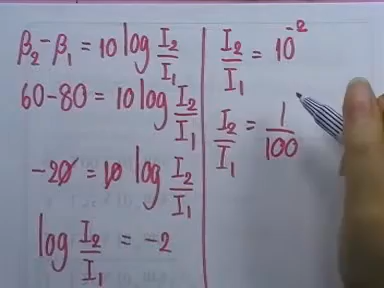 β₂-β₁ = 10 log I₂/I₁
60-80 = 10 log I₂/I₁
-20 = 10 log I₂/I₁
log I₂/I₁ = -2
I₂/I₁ = 10⁻²
I₂/I₁ = 1/100